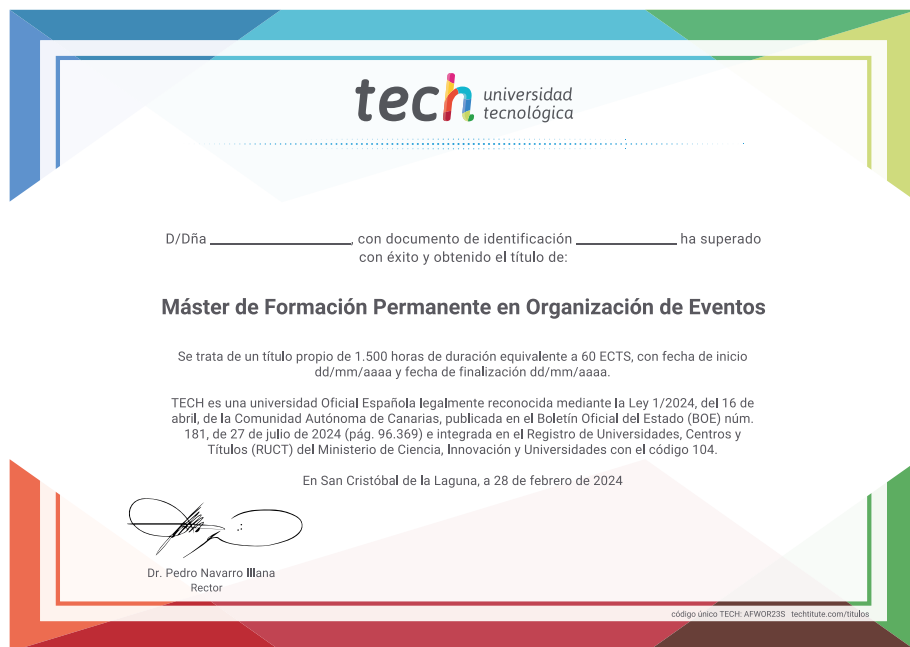 tech universidad
tecnológica
D/Dña ____________________, con documento de identificación ______________ ha superado
con éxito y obtenido el título de:
Máster de Formación Permanente en Organización de Eventos
Se trata de un título propio de 1.500 horas de duración equivalente a 60 ECTS, con fecha de inicio
dd/mm/aaaa y fecha de finalización dd/mm/aaaa.
TECH es una universidad Oficial Española legalmente reconocida mediante la Ley 1/2024, del 16 de
abril, de la Comunidad Autónoma de Canarias, publicada en el Boletín Oficial del Estado (BOE) núm.
181, de 27 de julio de 2024 (pág. 96.369) e integrada en el Registro de Universidades, Centros y
Títulos (RUCT) del Ministerio de Ciencia, Innovación y Universidades con el código 104.
En San Cristóbal de la Laguna, a 28 de febrero de 2024
Dr. Pedro Navarro Illana
Rector
código único TECH: AFWOR23S techtitute.com/titulos